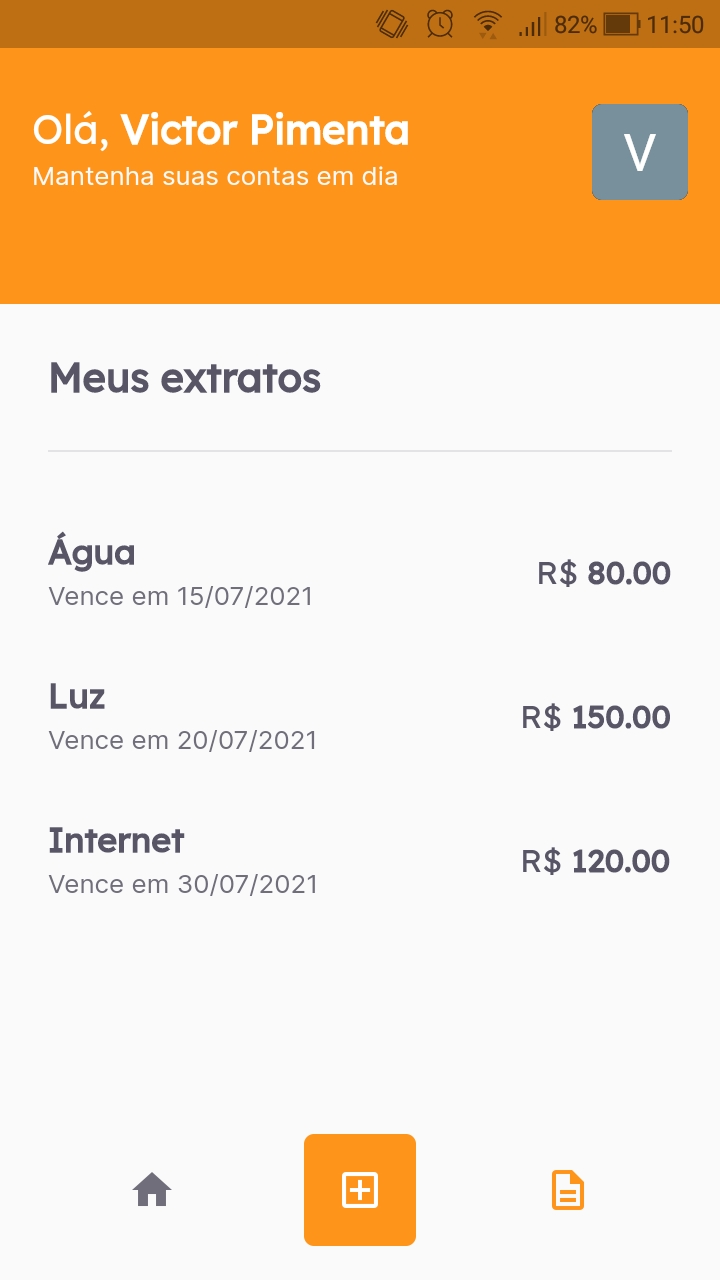 82% 11:50
Olá, Victor Pimenta
Mantenha suas contas em dia
V
Meus extratos
Água
Vence em 15/07/2021
R$ 80.00
Luz
Vence em 20/07/2021
R$ 150.00
Internet
Vence em 30/07/2021
R$ 120.00